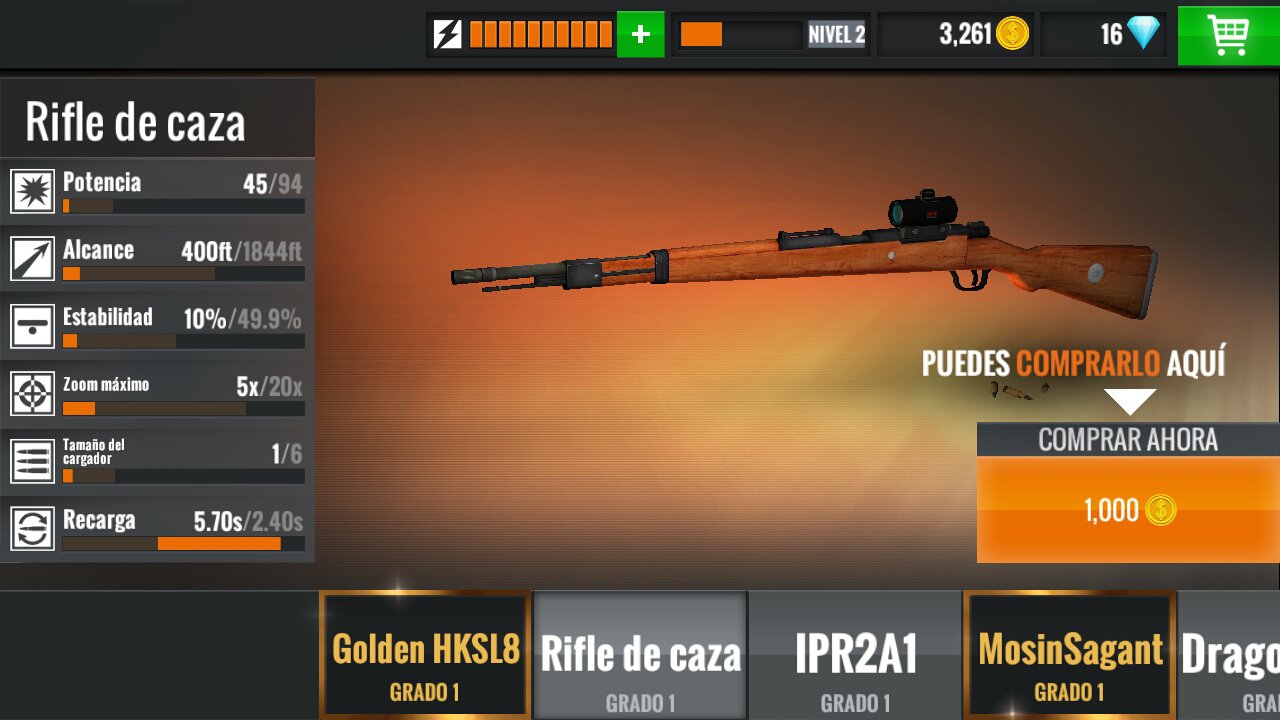 +
NIVEL 2
3,261
16
Rifle de caza
Potencia 45/94
Alcance 400ft/1844ft
Estabilidad 10%/49.9%
Zoom máximo 5x/20x
Tamaño del
cargador 1/6
Recarga 5.70s/2.40s
PUEDES COMPRARLO AQUÍ
COMPRAR AHORA
1,000
Golden HKSL8
GRADO 1
Rifle de caza
GRADO 1
IPR2A1
GRADO 1
MosinSagant
GRADO 1
Drago
GRA